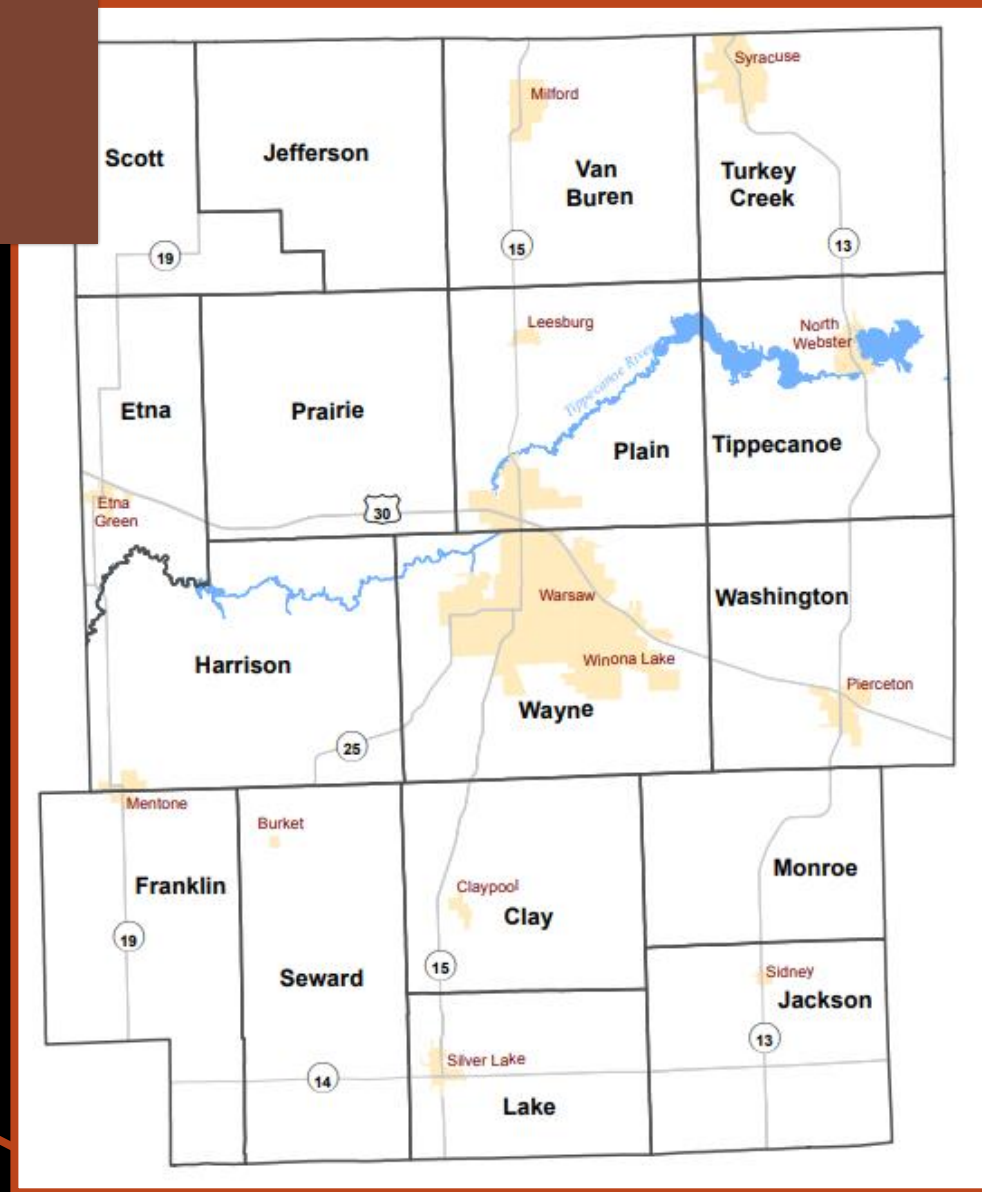 Syracuse
Milford
Scott
Jefferson
Van
Buren
Turkey
Creek
19
15
13
Leesburg
North
Webster
Tippecanoe River
Etna
Prairie
Plain
Tippecanoe
Etna
Green
30
Warsaw
Washington
Harrison
Winona Lake
Pierceton
Wayne
25
Mentone
Burket
Franklin
Claypool
Clay
Monroe
19
Seward
15
Sidney
Jackson
13
Silver Lake
14
Lake